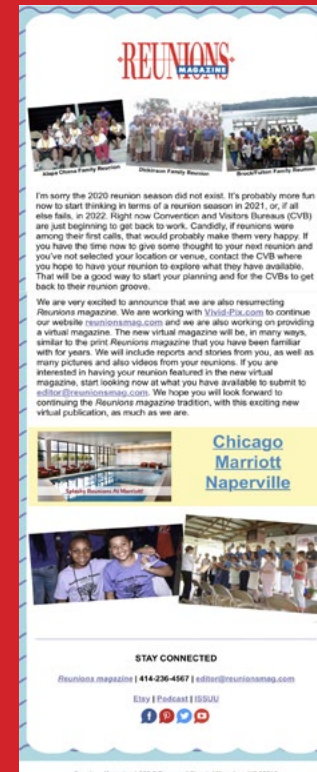 REUNIONS
MAGAZINE
Dickinson Family Reunion
Brock/Fulton Family Reunion
I'm sorry the 2020 reunion season did not exist. It's probably more fun
now to start thinking in terms of a reunion season in 2021, or, if all
else fails, in 2022. Right now Convention and Visitors Bureaus (CVB)
are just beginning to get back to work. Candidly, if reunions were
among their first calls, that would probably make them very happy. If
you have the time now to give some thought to your next reunion and
you've not selected your location or venue, contact the CVB where
you hope to have your reunion to explore what they have available.
That will be a good way to start your planning and for the CVBs to get
back to their reunion groove.
We are very excited to announce that we are also resurrecting
Reunions magazine. We are working with Vivid-Pix.com to continue
our website reunionsmag.com and we are also working on providing
a virtual magazine. The new virtual magazine will be, in many ways,
similar to the print Reunions magazine that you have been familiar
with for years. We will include reports and stories from you, as well as
many pictures and also videos from your reunions. If you are
interested in having your reunion featured in the new virtual
magazine, start looking now at what you have available to submit to
editor@reunionsmag.com. We hope you will look forward to
continuing the Reunions magazine tradition, with this exciting new
virtual publication, as much as we are.
Splashy Reunions At Marriott!
Chicago
Marriott
Naperville
STAY CONNECTED
Reunions magazine | 414-236-4567 | editor@reunionsmag.com
Etsy | Podcast | ISSUU